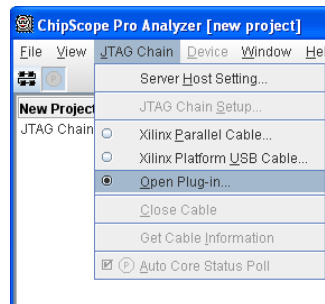 ChipScope Pro Analyzer [new project]
File View JTAG Chain Device Window
Server Host Setting...
JTAG Chain Setup...
Xilinx Parallel Cable...
Xilinx Platform USB Cable...
Open Plug-in...
Close Cable
Get Cable Information
P Auto Core Status Poll
P
New Project
JTAG Chain